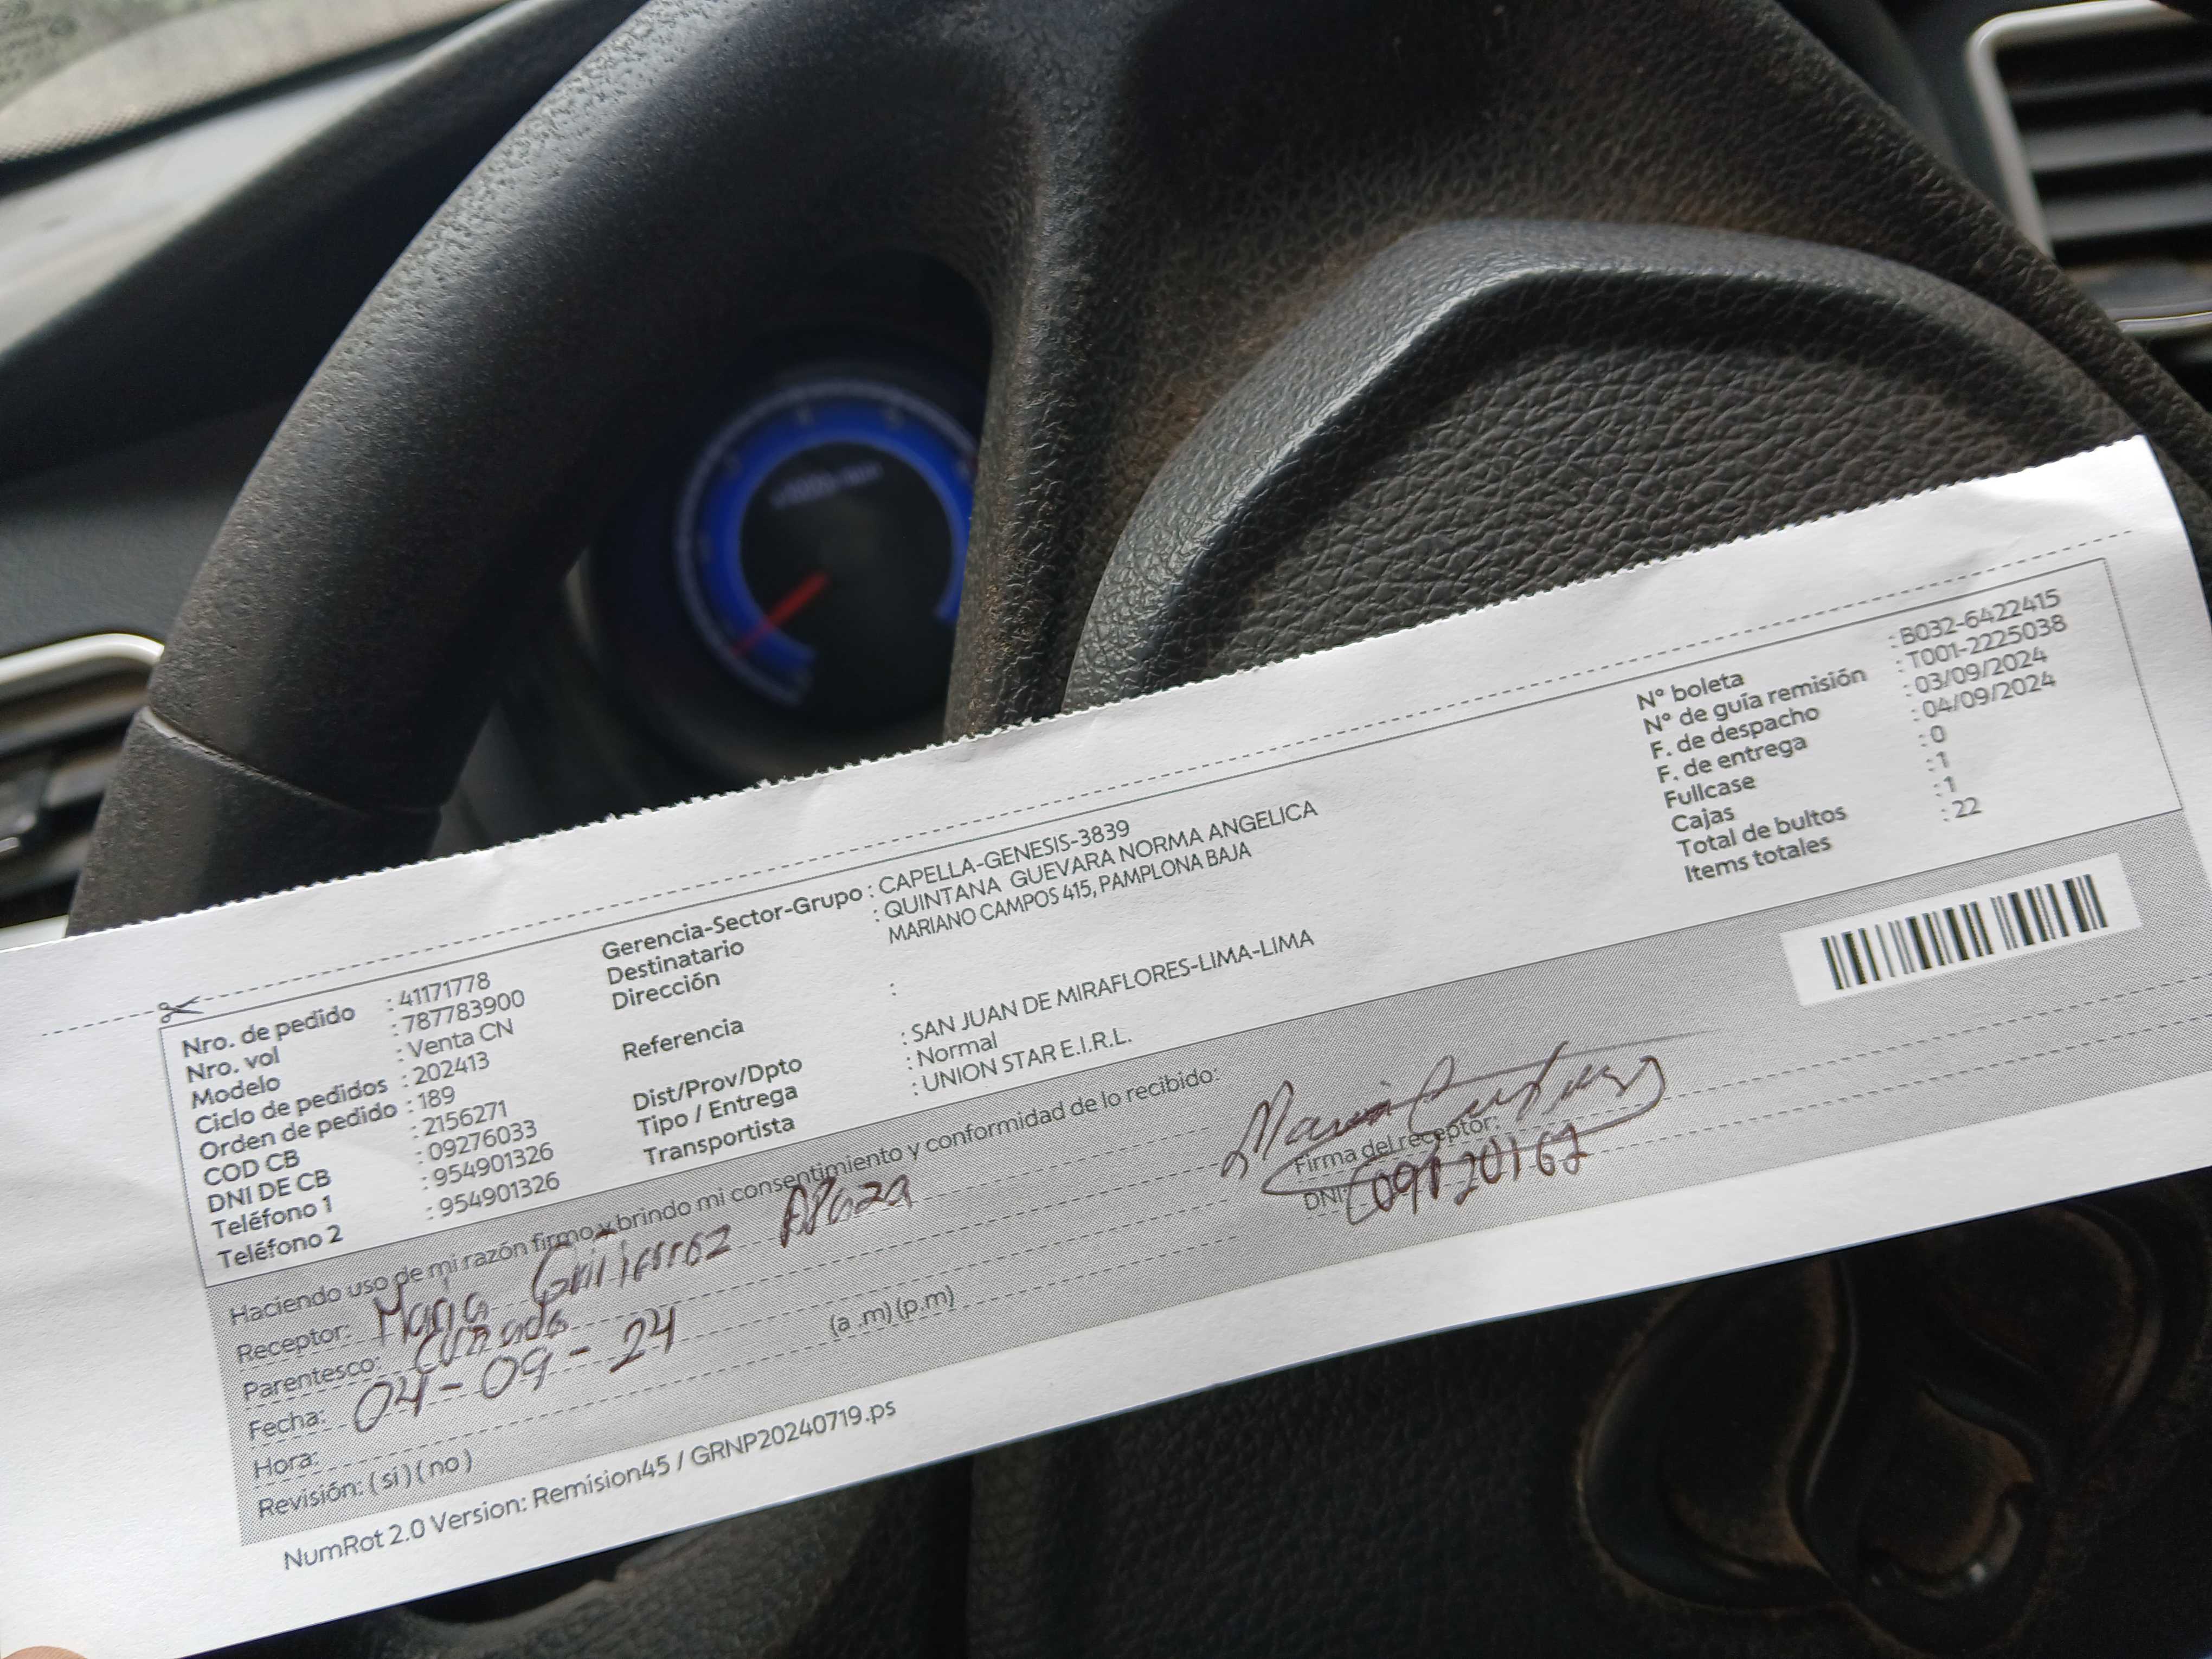 Nro. de pedido : 41171778
Nro. vol : 787783900
Modelo : Venta CN
Ciclo de pedidos : 202413
Orden de pedido : 189
COD CB : 2156271
DNI DE CB : 09276033
Teléfono 1 : 954901326
Teléfono 2 : 954901326
Gerencia-Sector-Grupo : CAPELLA-GENESIS-3839
Destinatario : QUINTANA GUEVARA NORMA ANGELICA
Dirección MARIANO CAMPOS 415, PAMPLONA BAJA
Referencia :
Dist/Prov/Dpto : SAN JUAN DE MIRAFLORES-LIMA-LIMA
Tipo / Entrega : Normal
Transportista : UNION STAR E.I.R.L.
N° boleta : B032-6422415
N° de guía remisión : T001-2225038
F. de despacho : 03/09/2024
F. de entrega : 04/09/2024
Fullcase : 0
Cajas : 1
Total de bultos : 1
Items totales : 22
Haciendo uso de mi razón firmo y brindo mi consentimiento y conformidad de lo recibido:
Receptor: Maria Gutierrez
Parentesco: Cuñada
Fecha: 04-09-24
Hora: (a .m) (p.m)
Revisión: ( si ) ( no )
Firma del receptor:
DNI:
NumRot 2.0 Version: Remision45 / GRNP20240719.ps